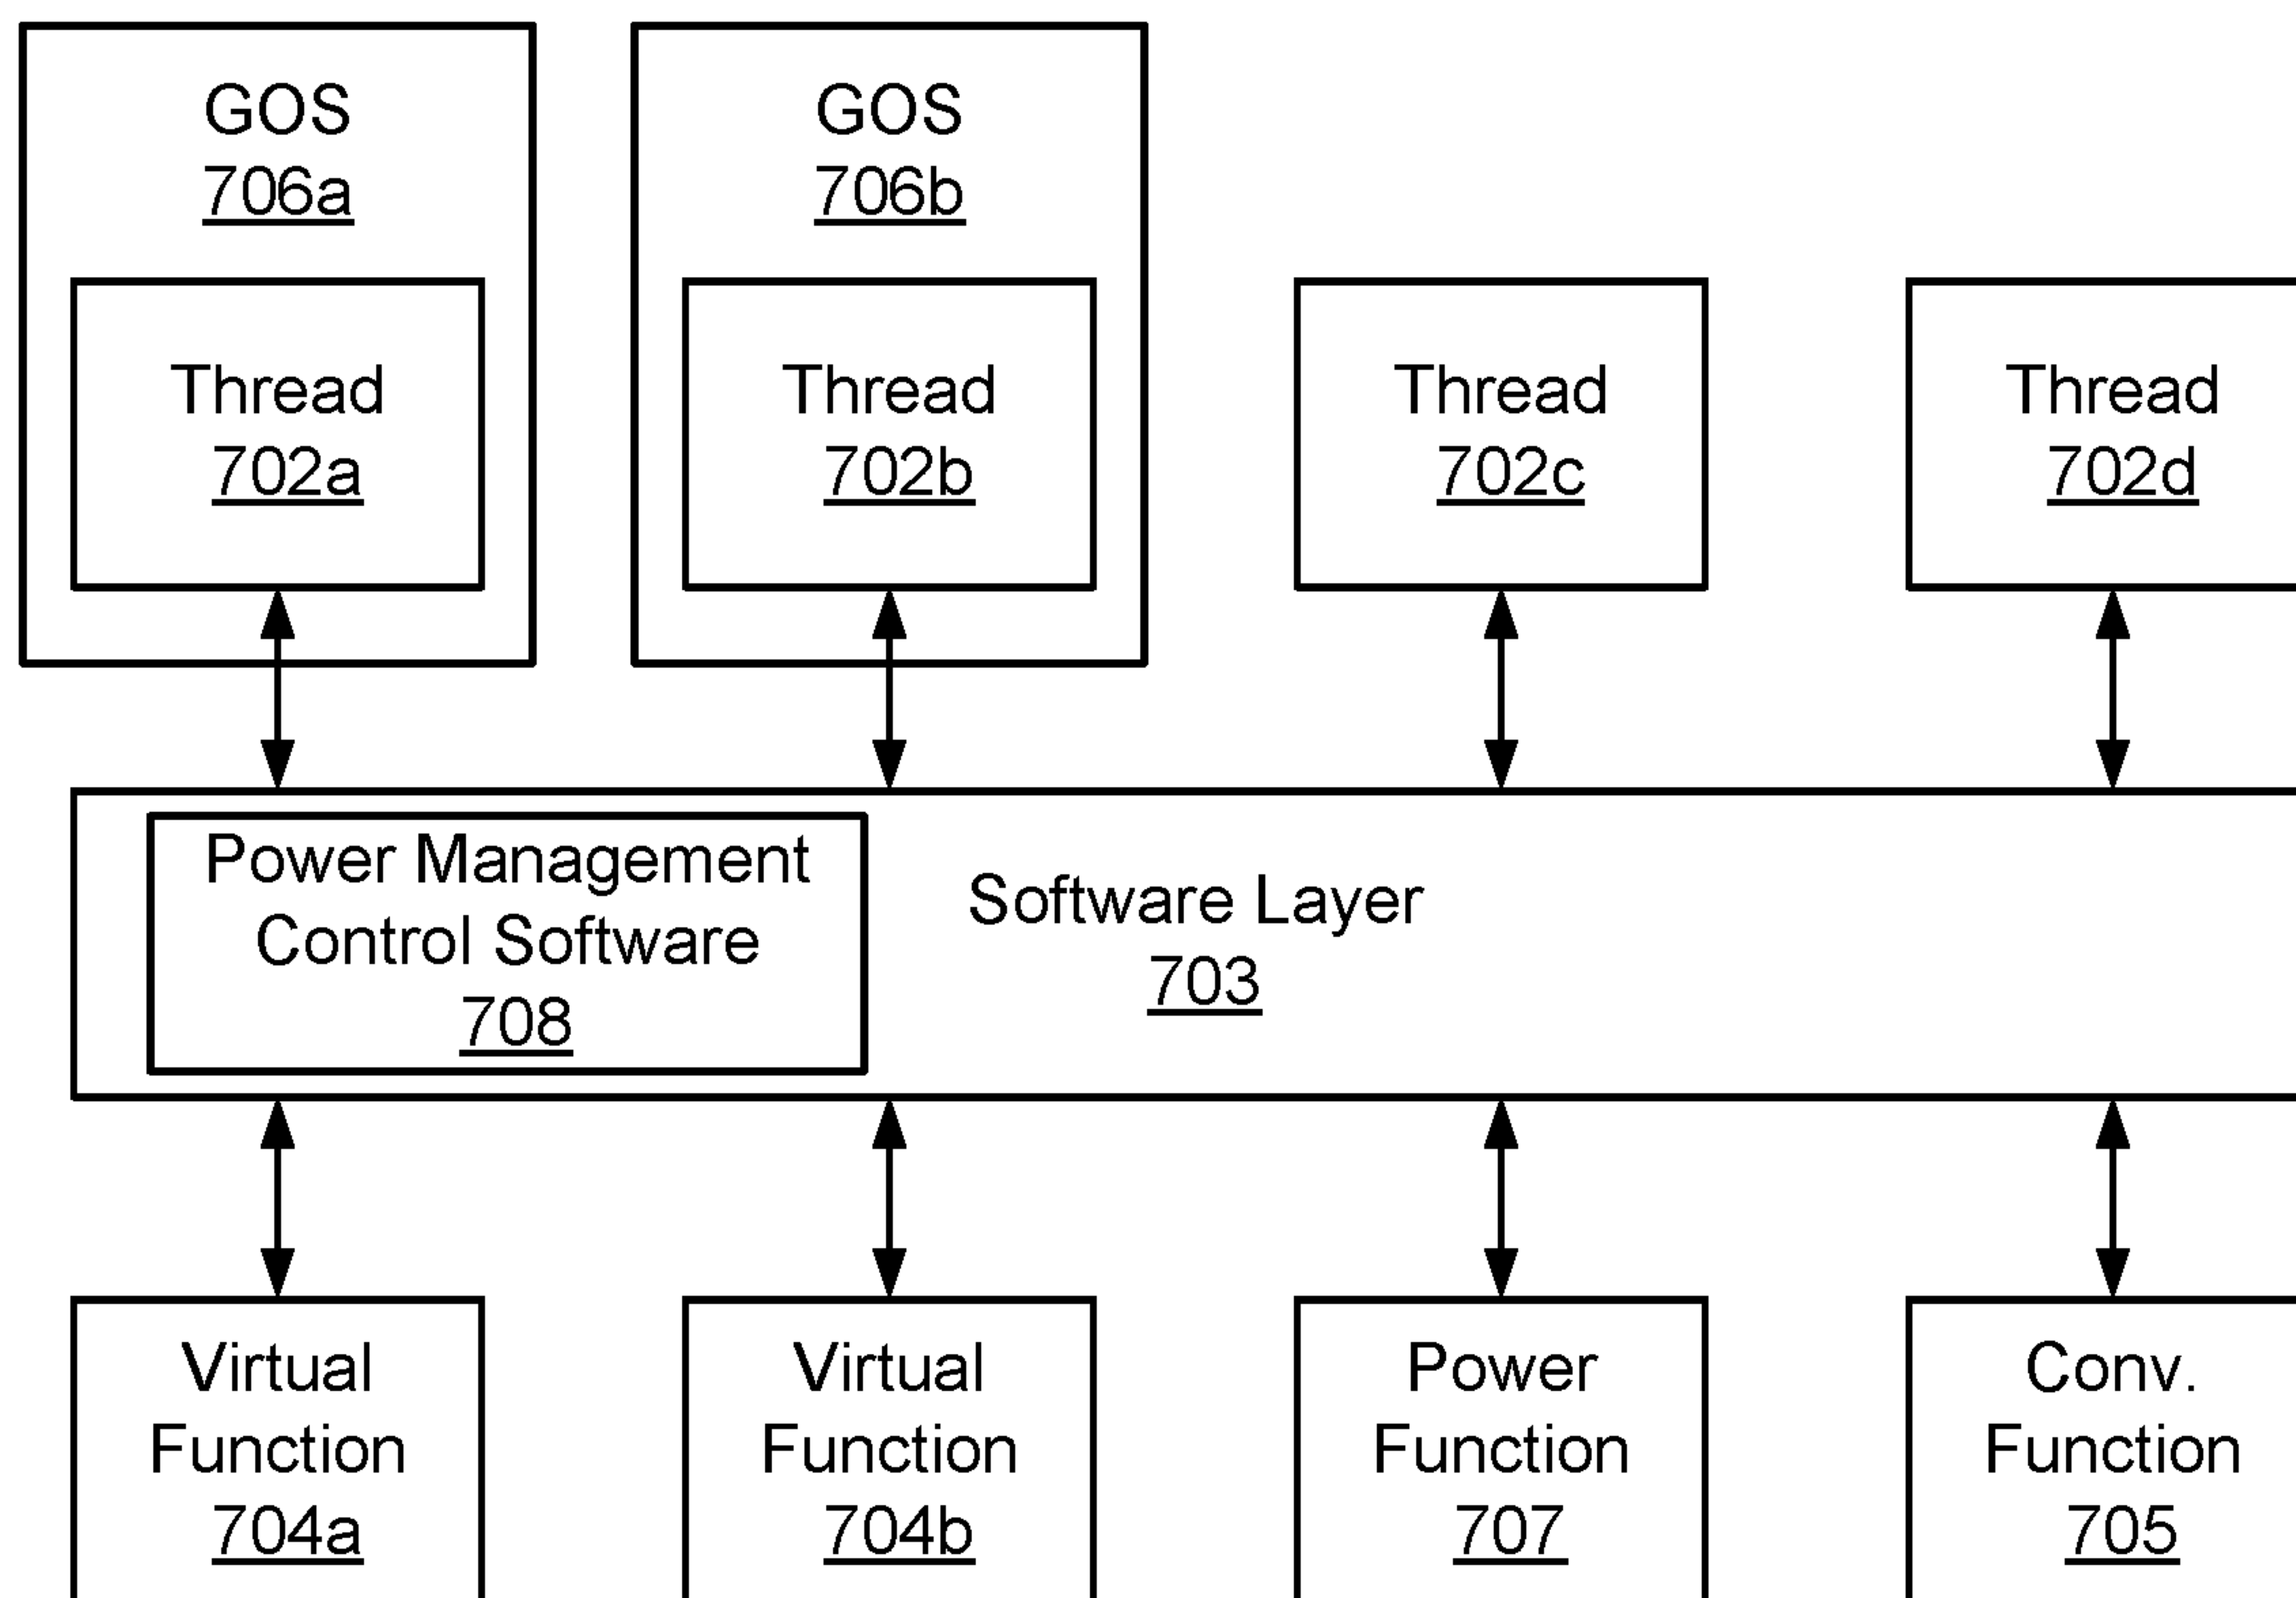 GOS
706a
GOS
706b
Thread
702a
Thread
702b
Thread
702c
Thread
702d
Power Management
Control Software
708
Software Layer
703
Virtual
Function
704a
Virtual
Function
704b
Power
Function
707
Conv.
Function
705